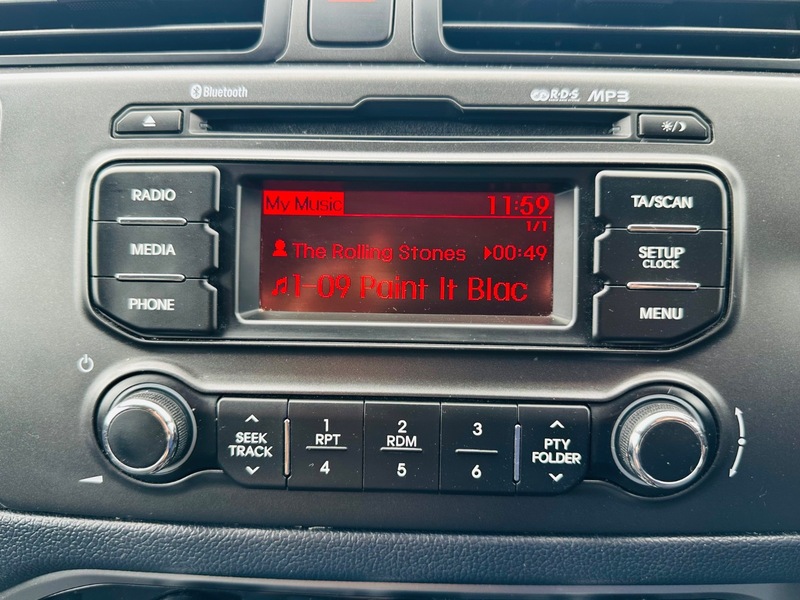 Bluetooth
R·D·S
MP3
RADIO
MEDIA
PHONE
My Music 11:59
1/1
The Rolling Stones 00:49
1-09 Paint It Blac
TA/SCAN
SETUP
CLOCK
MENU
SEEK
TRACK
1
RPT
4
2
RDM
5
3
6
PTY
FOLDER